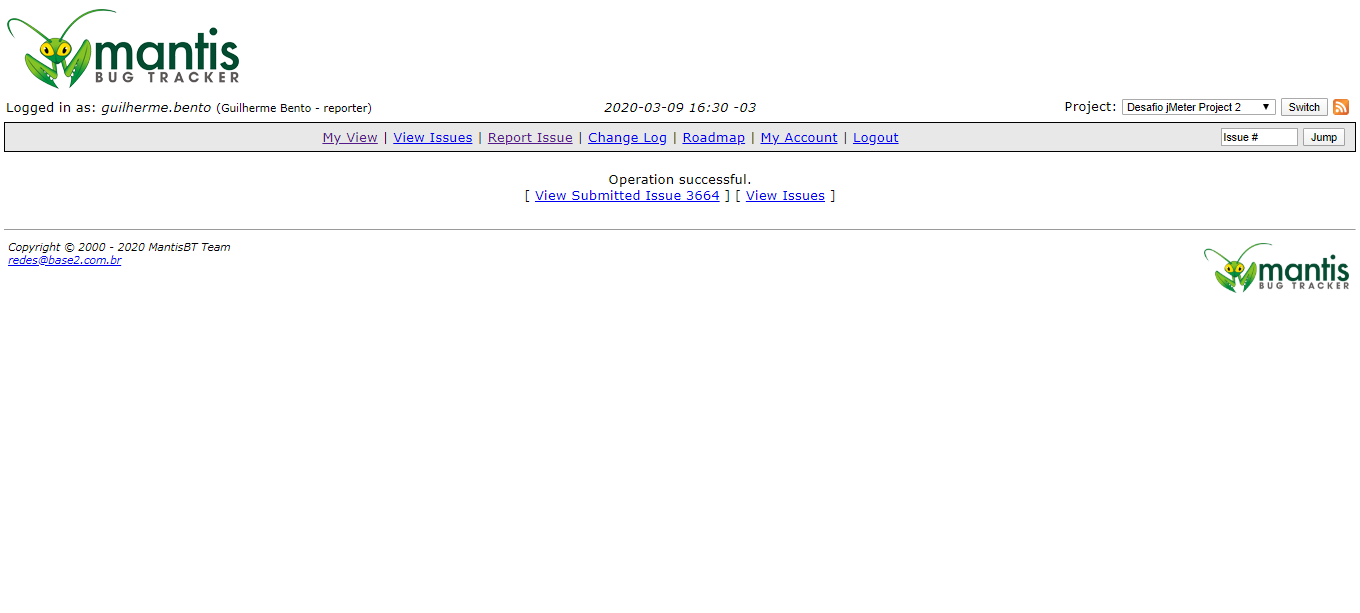 mantis
BUG TRACKER
Logged in as: guilherme.bento (Guilherme Bento - reporter) 2020-03-09 16:30 -03 Project: Desafio jMeter Project 2 Switch
My View | View Issues | Report Issue | Change Log | Roadmap | My Account | Logout Issue # Jump
Operation successful.
[ View Submitted Issue 3664 ] [ View Issues ]
Copyright © 2000 - 2020 MantisBT Team
redes@base2.com.br
mantis
BUG TRACKER